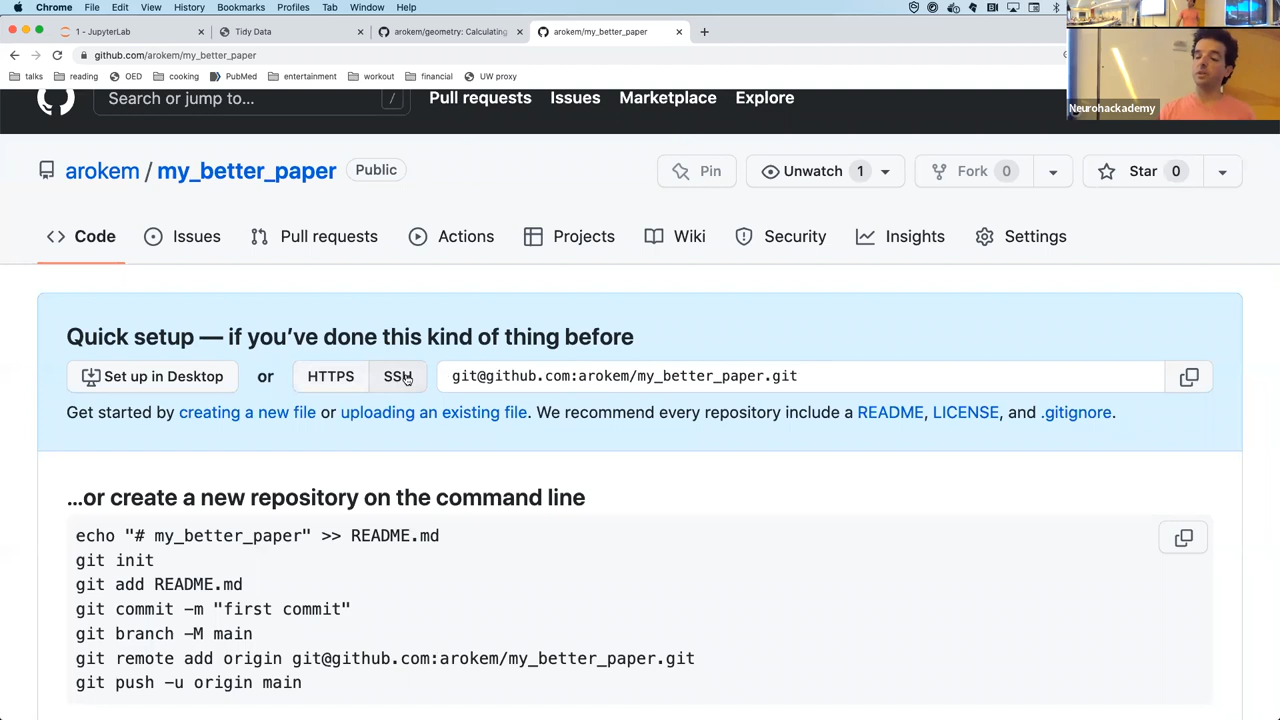 Chrome File Edit View History Bookmarks Profiles Tab Window Help
1 - JupyterLab × Tidy Data × arokem/geometry: Calculating × arokem/my_better_paper × +
github.com/arokem/my_better_paper
talks reading OED cooking PubMed entertainment workout financial UW proxy
Neurohackademy
Search or jump to... / Pull requests Issues Marketplace Explore
arokem / my_better_paper Public Pin Unwatch 1 Fork 0 Star 0
Code Issues Pull requests Actions Projects Wiki Security Insights Settings
Quick setup — if you’ve done this kind of thing before
Set up in Desktop or HTTPS SSH git@github.com:arokem/my_better_paper.git
Get started by creating a new file or uploading an existing file. We recommend every repository include a README, LICENSE, and .gitignore.
…or create a new repository on the command line
echo "# my_better_paper" >> README.md
git init
git add README.md
git commit -m "first commit"
git branch -M main
git remote add origin git@github.com:arokem/my_better_paper.git
git push -u origin main